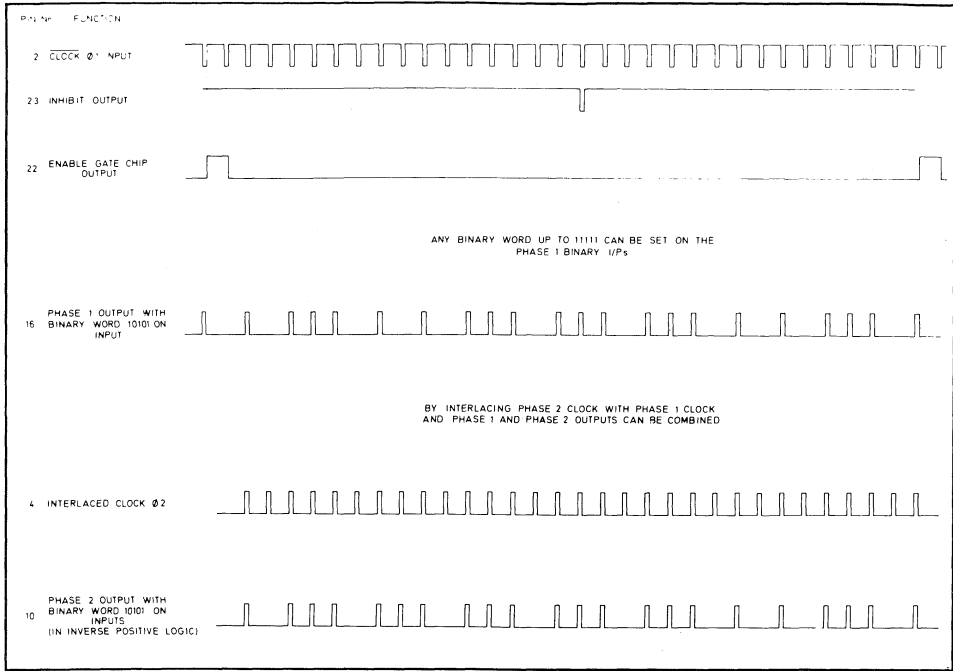 PIN Nr FUNCTION
2 CLOCK Ø1 INPUT
23 INHIBIT OUTPUT
22 ENABLE GATE CHIP
OUTPUT
ANY BINARY WORD UP TO 11111 CAN BE SET ON THE
PHASE 1 BINARY I/Ps
PHASE 1 OUTPUT WITH
16 BINARY WORD 10101 ON
INPUT
BY INTERLACING PHASE 2 CLOCK WITH PHASE 1 CLOCK
AND PHASE 1 AND PHASE 2 OUTPUTS CAN BE COMBINED
4 INTERLACED CLOCK Ø2
PHASE 2 OUTPUT WITH
BINARY WORD 10101 ON
10 INPUTS
(IN INVERSE POSITIVE LOGIC)